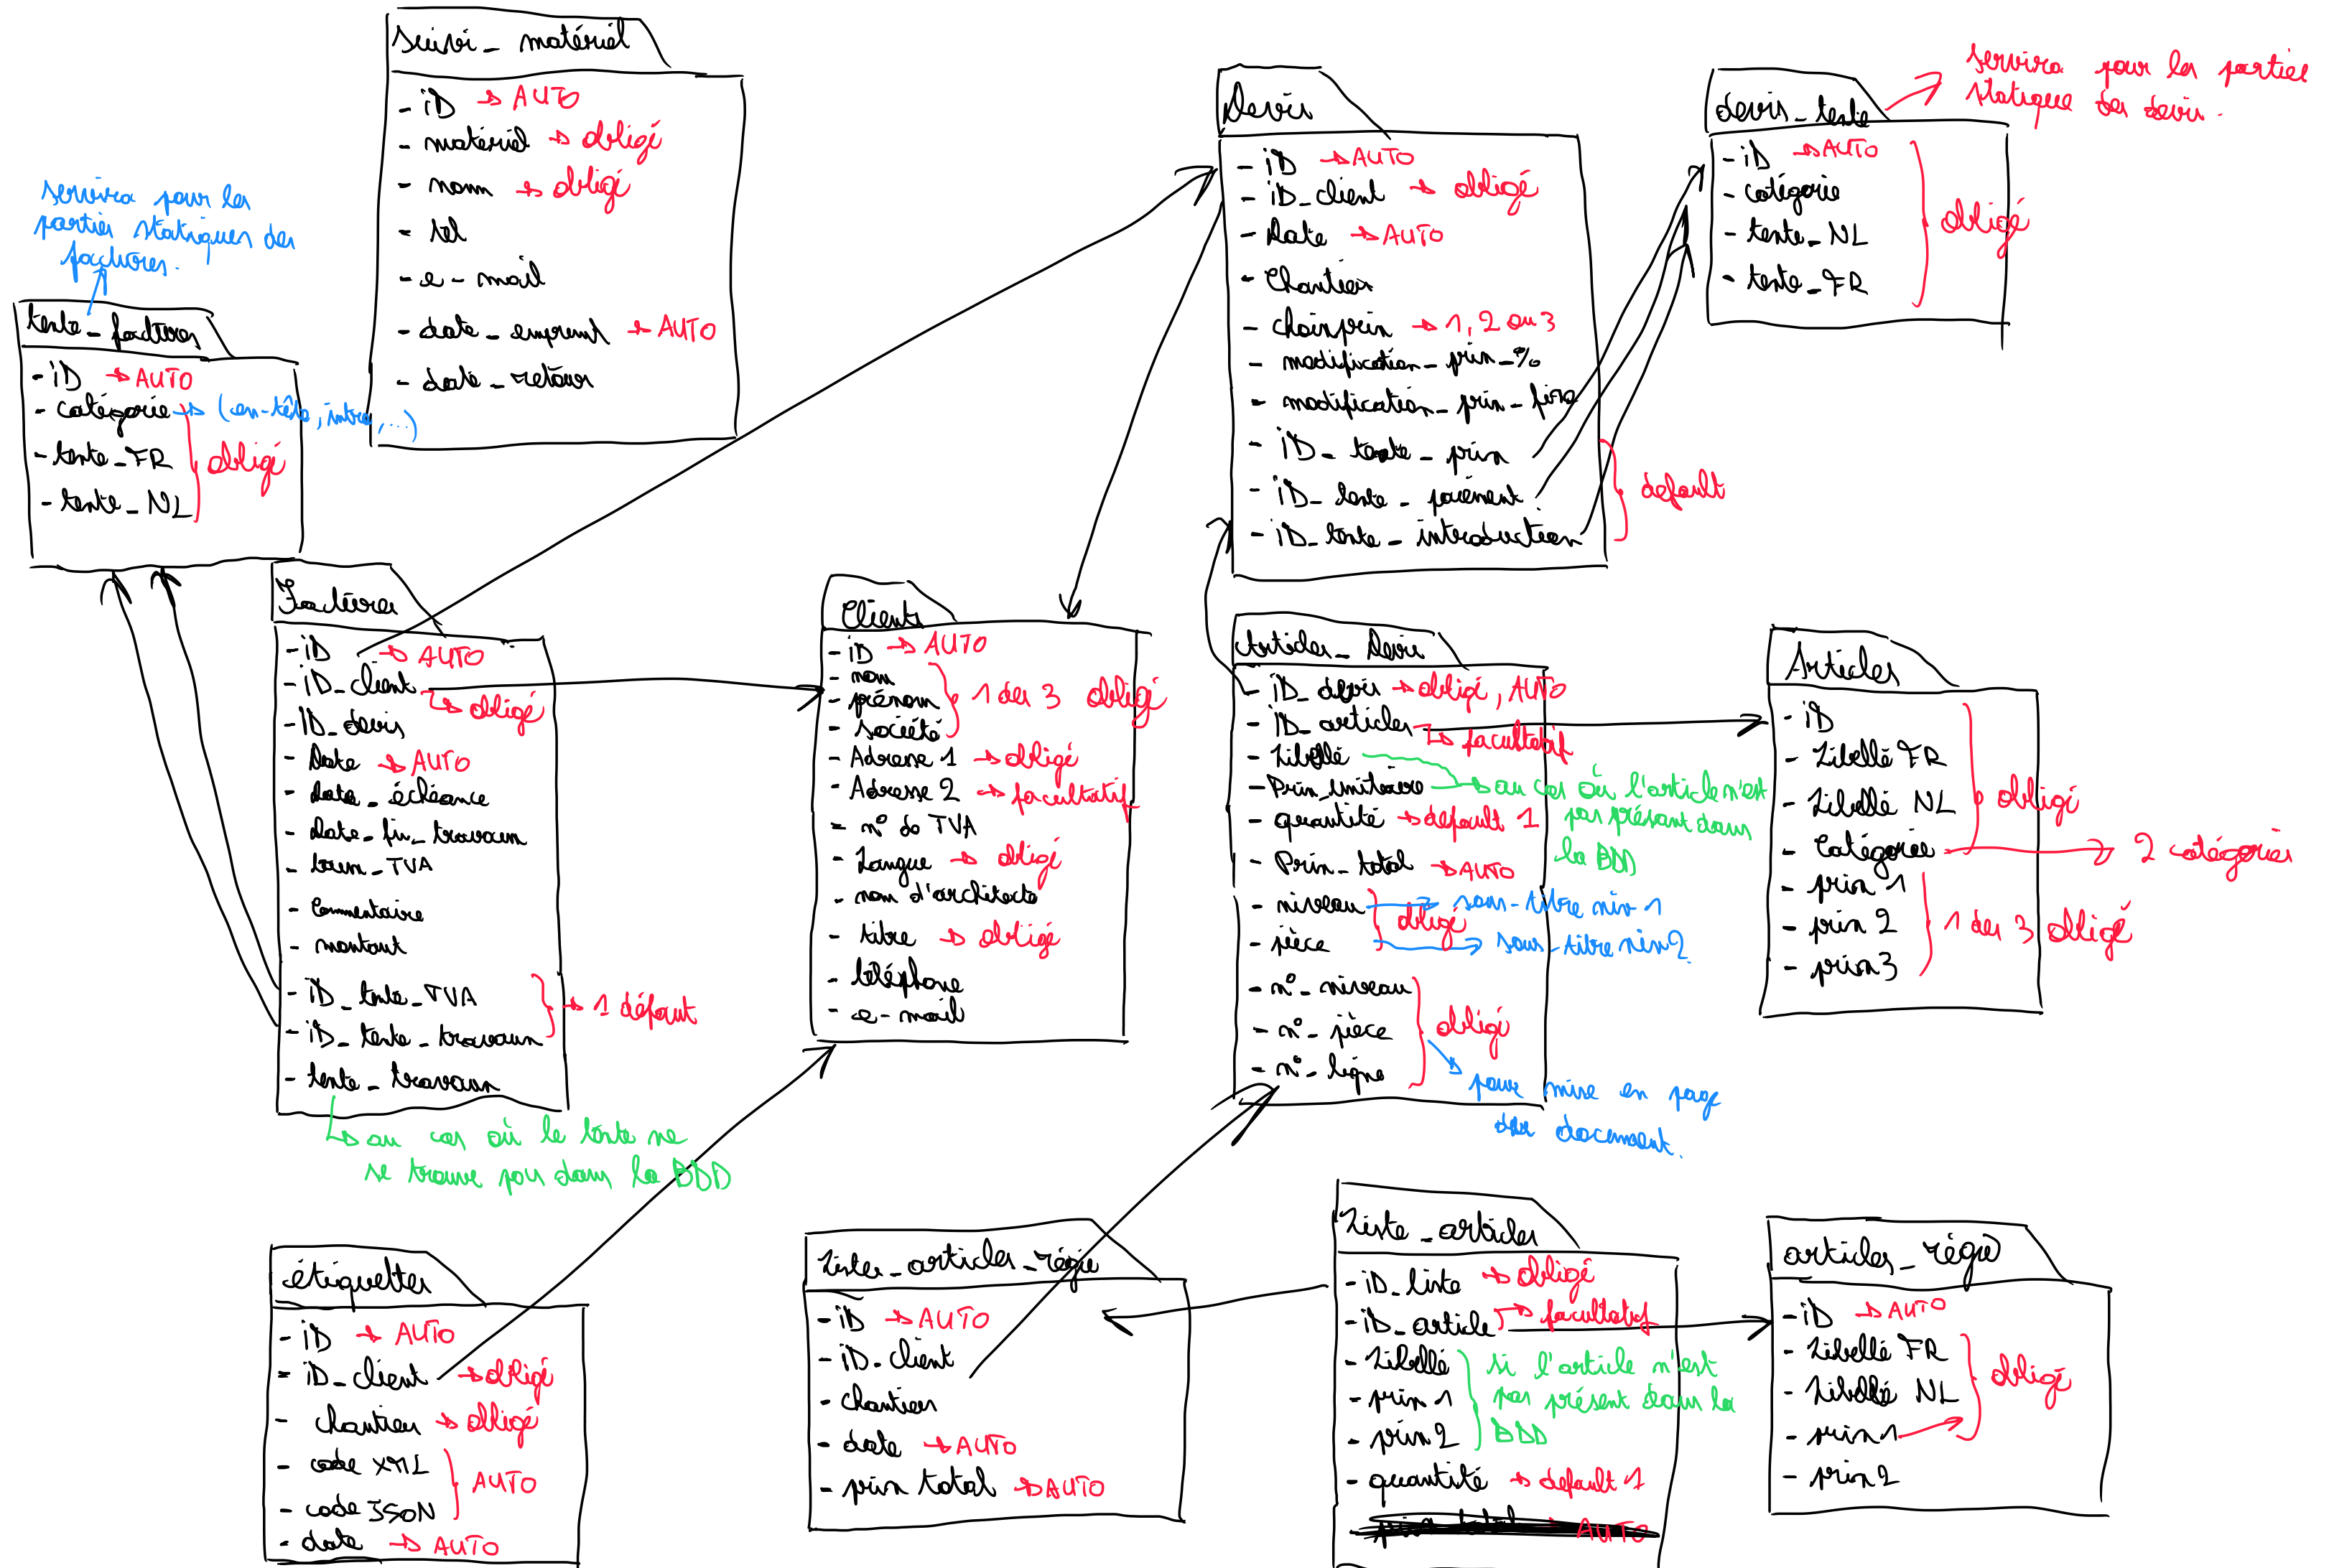 Suivi_matériel
- iD → AUTO
- matériel → obligé
- nom → obligé
- tel
- e-mail
- date_emprunt → AUTO
- date_retour
servira pour les
parties statiques des
factures.
texte_factures
- iD → AUTO
- catégorie → (en-tête, intro, ...)
- texte_FR
- texte_NL
obligé
Devis
- iD → AUTO
- iD_client → obligé
- Date → AUTO
- Chantier
- choixprix → 1, 2 ou 3
- modification_prix_%
- modification_prix_fixe
- iD_texte_prix
- iD_texte_paiement
- iD_texte_introduction
default
devis_texte
servira pour les parties
statiques des devis.
- iD → AUTO
- catégorie
- texte_NL
- texte_FR
obligé
Factures
- iD → AUTO
- iD_client → obligé
- ID_devis
- Date → AUTO
- Date_échéance
- Date_fin_travaux
- taux_TVA
- Commentaire
- montant
- iD_texte_TVA
- iD_texte_travaux
→ 1 défaut
- texte_travaux
→ au cas où le texte ne
se trouve pas dans la BDD
Clients
- iD → AUTO
- nom
- prénom
- société
1 des 3 obligé
- Adresse 1 → obligé
- Adresse 2 → facultatif
- n° de TVA
- Langue → obligé
- nom d'architecte
- titre → obligé
- téléphone
- e-mail
Articles_Devis
- iD_devis → obligé, AUTO
- iD_articles → facultatif
- Libellé
- Prix_unitaire → au cas où l'article n'est
pas présent dans
la BDD
- quantité → default 1
- Prix_total → AUTO
- niveau → sous-titre niv 1
- pièce → sous-titre niv 2
obligé
- n°_niveau
- n°_pièce
- n°_ligne
obligé
pour mise en page
des document.
Articles
- iD
- Libellé FR
- Libellé NL
- Catégorie → 2 catégories
obligé
- prix 1
- prix 2
- prix 3
1 des 3 obligé
étiquettes
- iD → AUTO
- iD_client → obligé
- chantier → obligé
- code XML
- code JSON
AUTO
- date → AUTO
Listes_articles_régie
- iD → AUTO
- iD_client
- chantier
- date → AUTO
- prix total → AUTO
Liste_articles
- iD_liste → obligé
- iD_article → facultatif
- Libellé
- prix 1
- prix 2
si l'article n'est
pas présent dans la
BDD
- quantité → default 1
AUTO
articles_régie
- iD → AUTO
- Libellé FR
- Libellé NL
- prix 1
obligé
- prix 2